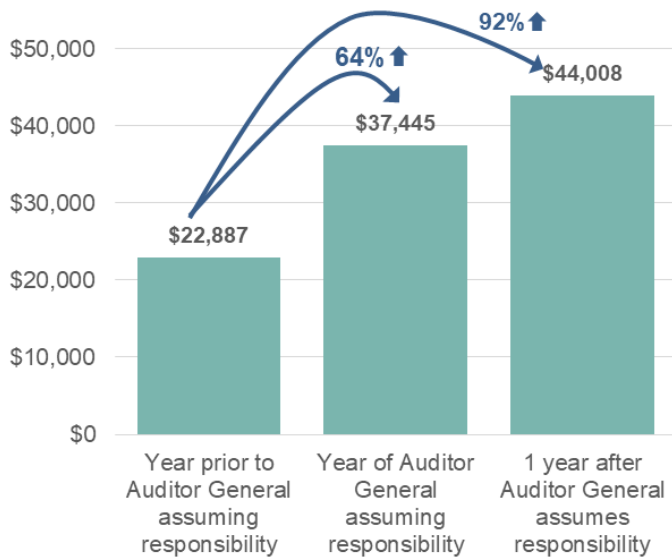 92%
$50,000
64%
$44,008
$40,000
$37,445
$30,000
$22,887
$20,000
$10,000
$0
Year prior to
Auditor General
assuming
responsibility
Year of Auditor
General
assuming
responsibility
1 year after
Auditor General
assumes
responsibility